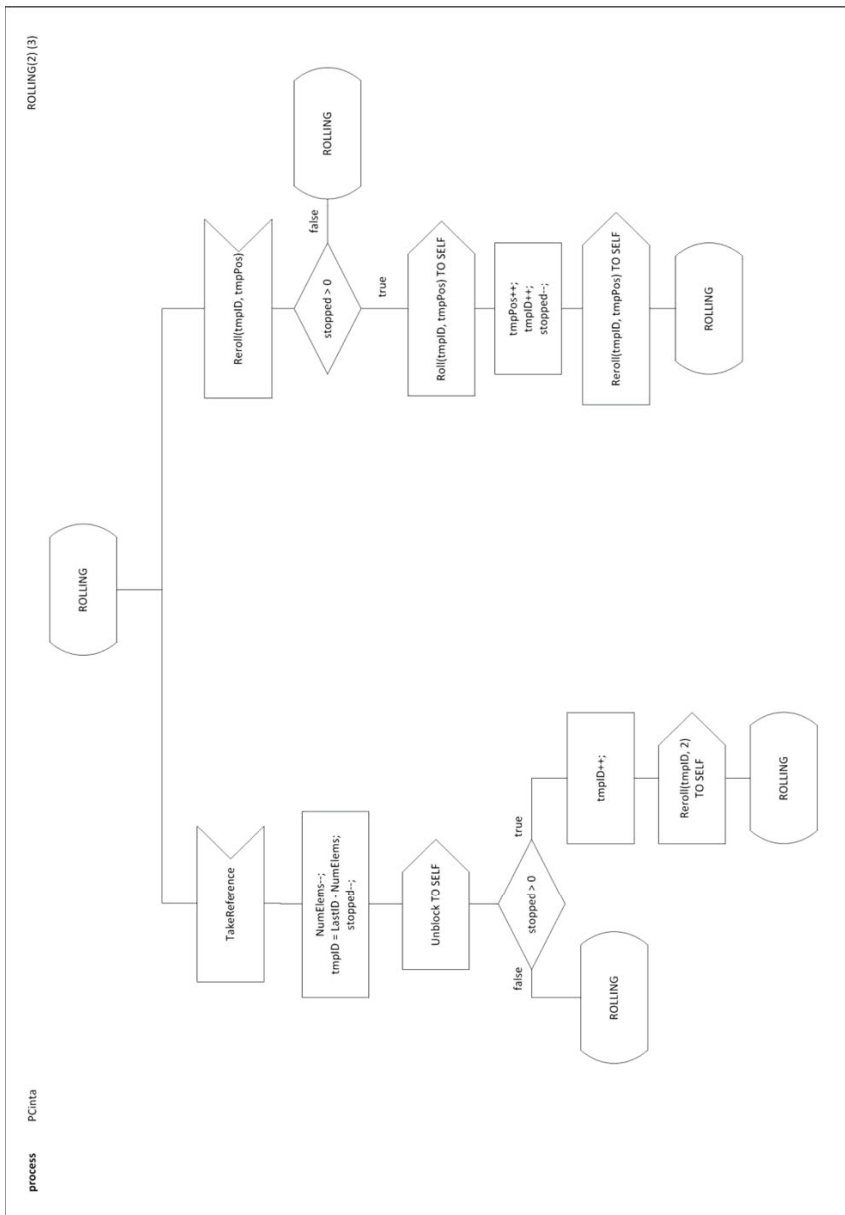 process PCinta
ROLLING(2) (3)
ROLLING
TakeReference
NumElems--;
tmpID = LastID - NumElems;
stopped--;
Unblock TO SELF
stopped > 0
false
true
ROLLING
tmpID++;
Reroll(tmpID, 2)
TO SELF
ROLLING
Reroll(tmpID, tmpPos)
stopped > 0
false
ROLLING
true
Roll(tmpID, tmpPos) TO SELF
tmpPos++;
tmpID++;
stopped--;
Reroll(tmpID, tmpPos) TO SELF
ROLLING